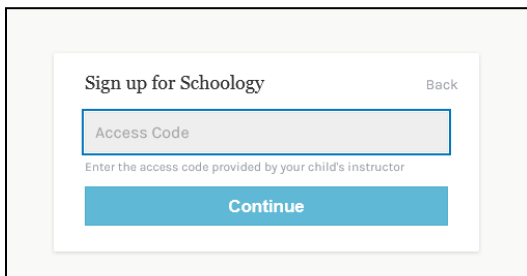 Sign up for Schoology
Back
Access Code
Enter the access code provided by your child's instructor
Continue